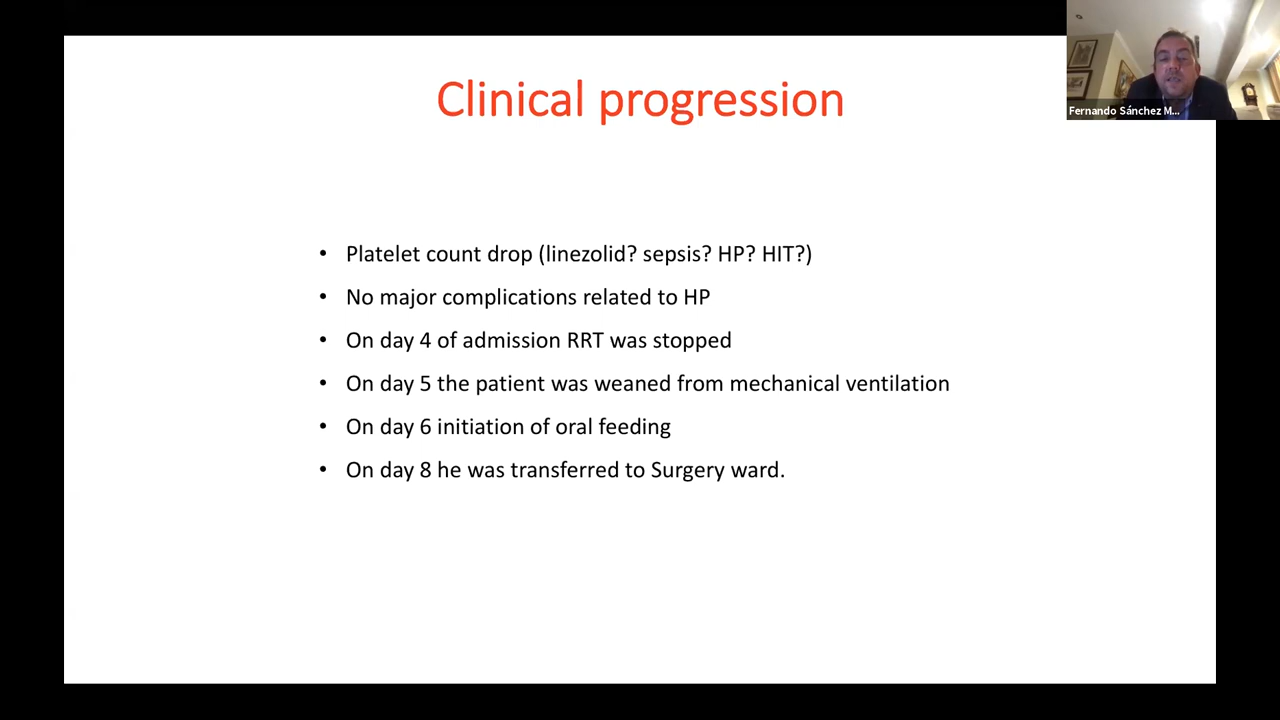 Clinical progression
Fernando Sánchez M...
• Platelet count drop (linezolid? sepsis? HP? HIT?)
• No major complications related to HP
• On day 4 of admission RRT was stopped
• On day 5 the patient was weaned from mechanical ventilation
• On day 6 initiation of oral feeding
• On day 8 he was transferred to Surgery ward.